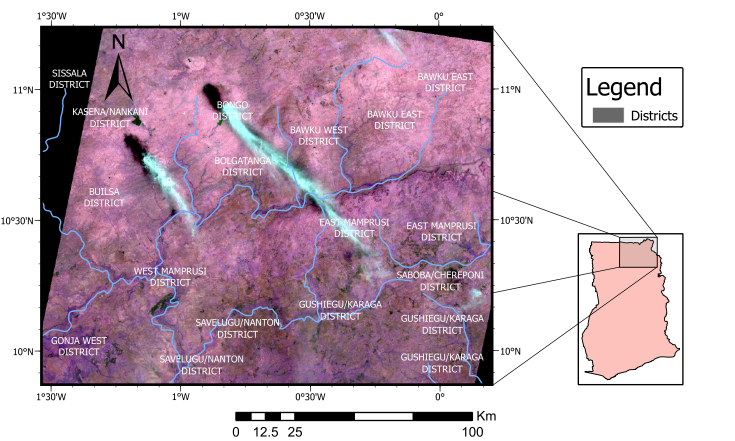 1°30'W 1°0'W 0°30'W 0°
N
SISSALA
DISTRICT
BAWKU EAST
DISTRICT
11°N 11°N
KASENA/NANKANI
DISTRICT
BONGO
DISTRICT
BAWKU EAST
DISTRICT
BAWKU WEST
DISTRICT
BOLGATANGA
DISTRICT
BUILSA
DISTRICT
10°30'N 10°30'N
EAST MAMPRUSI
DISTRICT
EAST MAMPRUSI
DISTRICT
WEST MAMPRUSI
DISTRICT
SABOBA/CHEREPONI
DISTRICT
GUSHIEGU/KARAGA
DISTRICT
GUSHIEGU/KARAGA
DISTRICT
SAVELUGU/NANTON
DISTRICT
GONJA WEST
DISTRICT
10°N 10°N
SAVELUGU/NANTON
DISTRICT
GUSHIEGU/KARAGA
DISTRICT
1°30'W 1°0'W 0°30'W 0°
Km
0 12.5 25 100
Legend
Districts